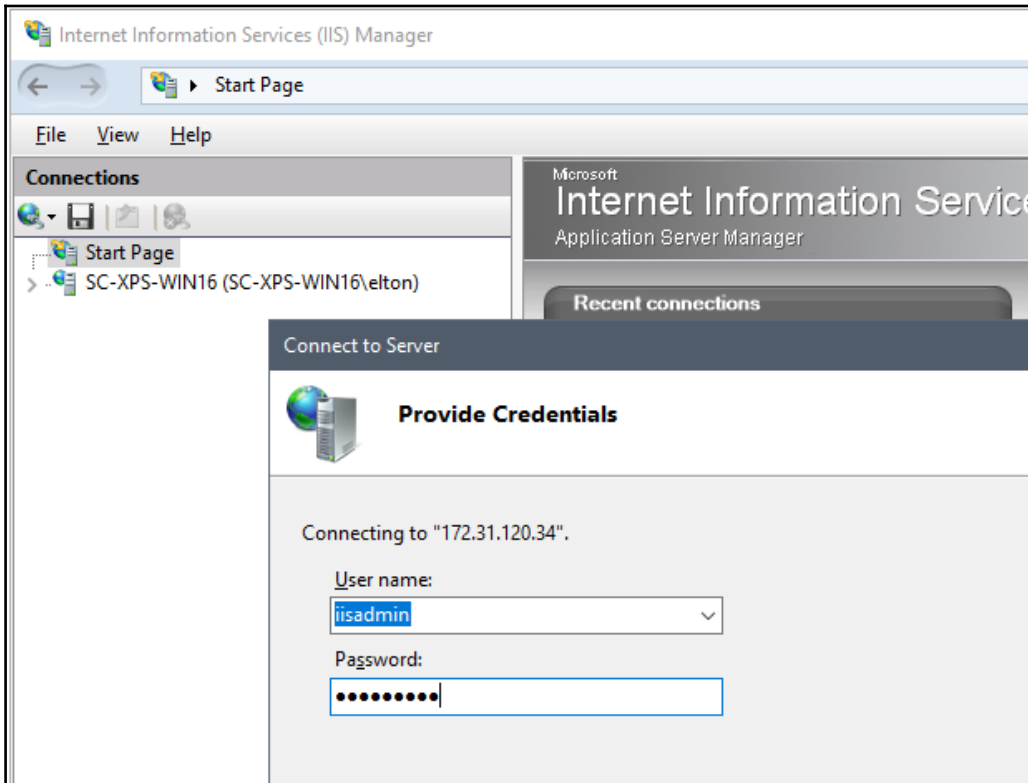 Internet Information Services (IIS) Manager
Start Page
File View Help
Connections
Start Page
SC-XPS-WIN16 (SC-XPS-WIN16\elton)
Microsoft
Internet Information Service
Application Server Manager
Recent connections
Connect to Server
Provide Credentials
Connecting to "172.31.120.34".
User name:
iisadmin
Password:
•••••••••